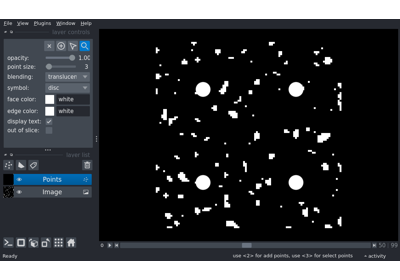 File View Plugins Window Help
layer controls
opacity: 1.00
point size: 3
blending: translucen
symbol: disc
face color: white
edge color: white
display text:
out of slice:
layer list
Points
Image
0 50 99
Ready use <2> for add points, use <3> for select points activity